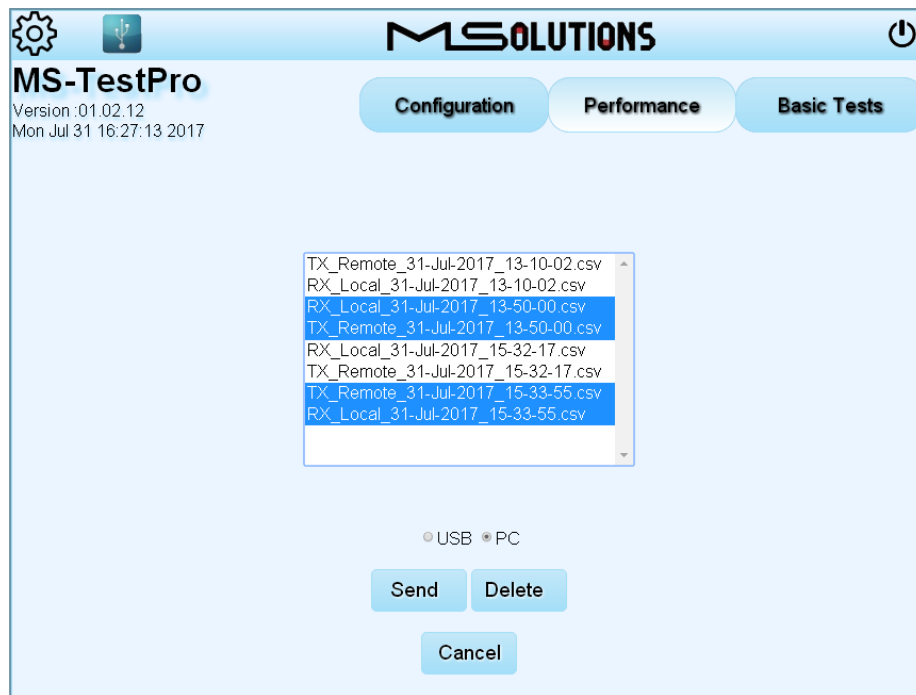 MSOLUTIONS
MS-TestPro
Version :01.02.12
Mon Jul 31 16:27:13 2017
Configuration Performance Basic Tests
TX_Remote_31-Jul-2017_13-10-02.csv
RX_Local_31-Jul-2017_13-10-02.csv
RX_Local_31-Jul-2017_13-50-00.csv
TX_Remote_31-Jul-2017_13-50-00.csv
RX_Local_31-Jul-2017_15-32-17.csv
TX_Remote_31-Jul-2017_15-32-17.csv
TX_Remote_31-Jul-2017_15-33-55.csv
RX_Local_31-Jul-2017_15-33-55.csv
USB PC
Send Delete
Cancel